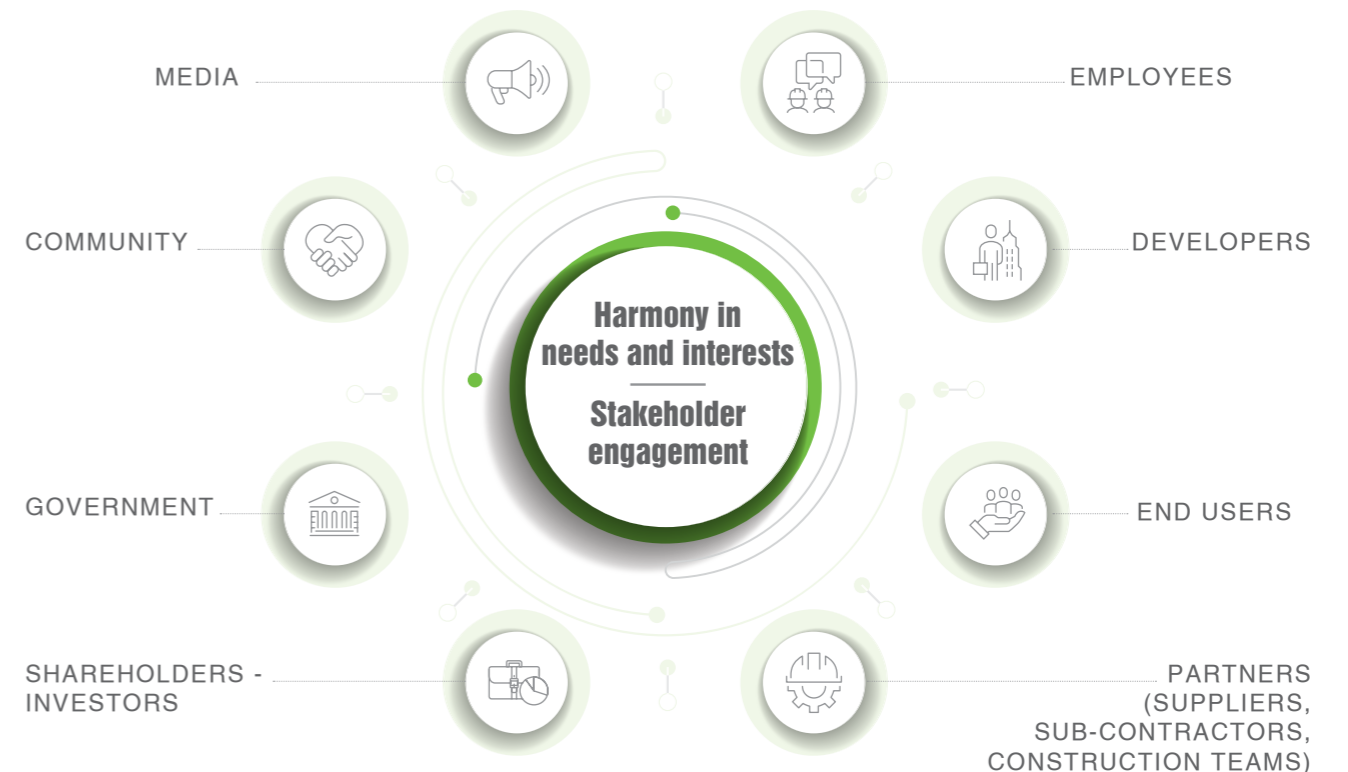 MEDIA
EMPLOYEES
COMMUNITY
DEVELOPERS
Harmony in
needs and interests
Stakeholder
engagement
GOVERNMENT
END USERS
SHAREHOLDERS -
INVESTORS
PARTNERS
(SUPPLIERS,
SUB-CONTRACTORS,
CONSTRUCTION TEAMS)